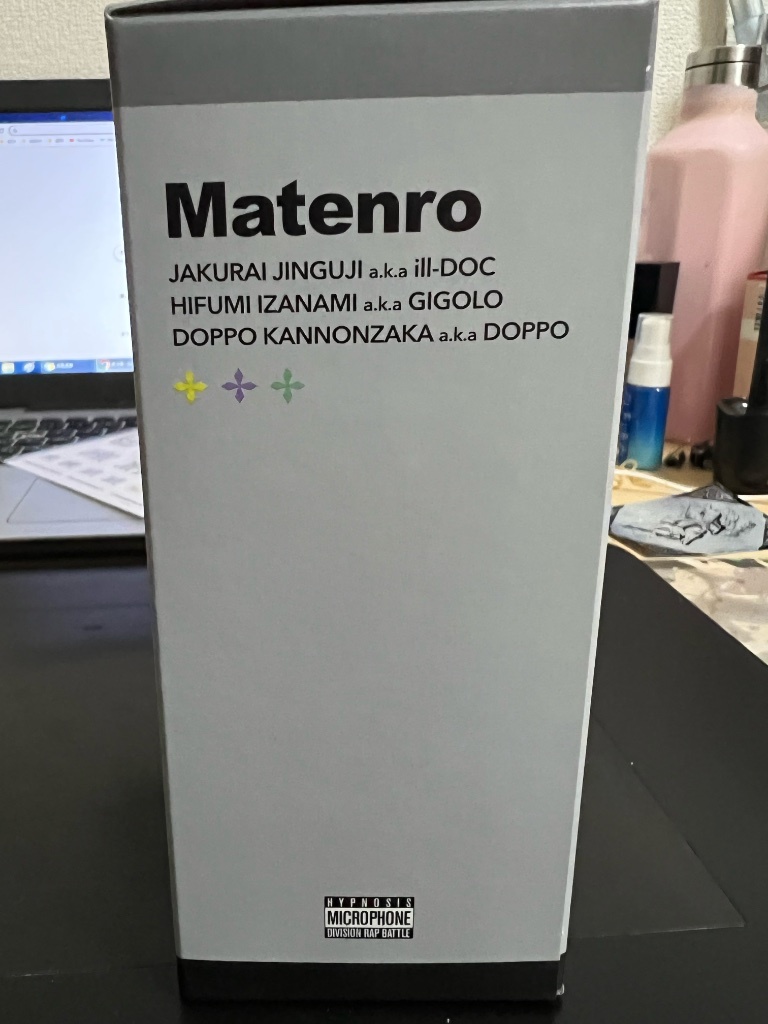 Matenro
JAKURAI JINGUJI a.k.a ill-DOC
HIFUMI IZANAMI a.k.a GIGOLO
DOPPO KANNONZAKA a.k.a DOPPO
HYPNOSIS
MICROPHONE
DIVISION RAP BATTLE